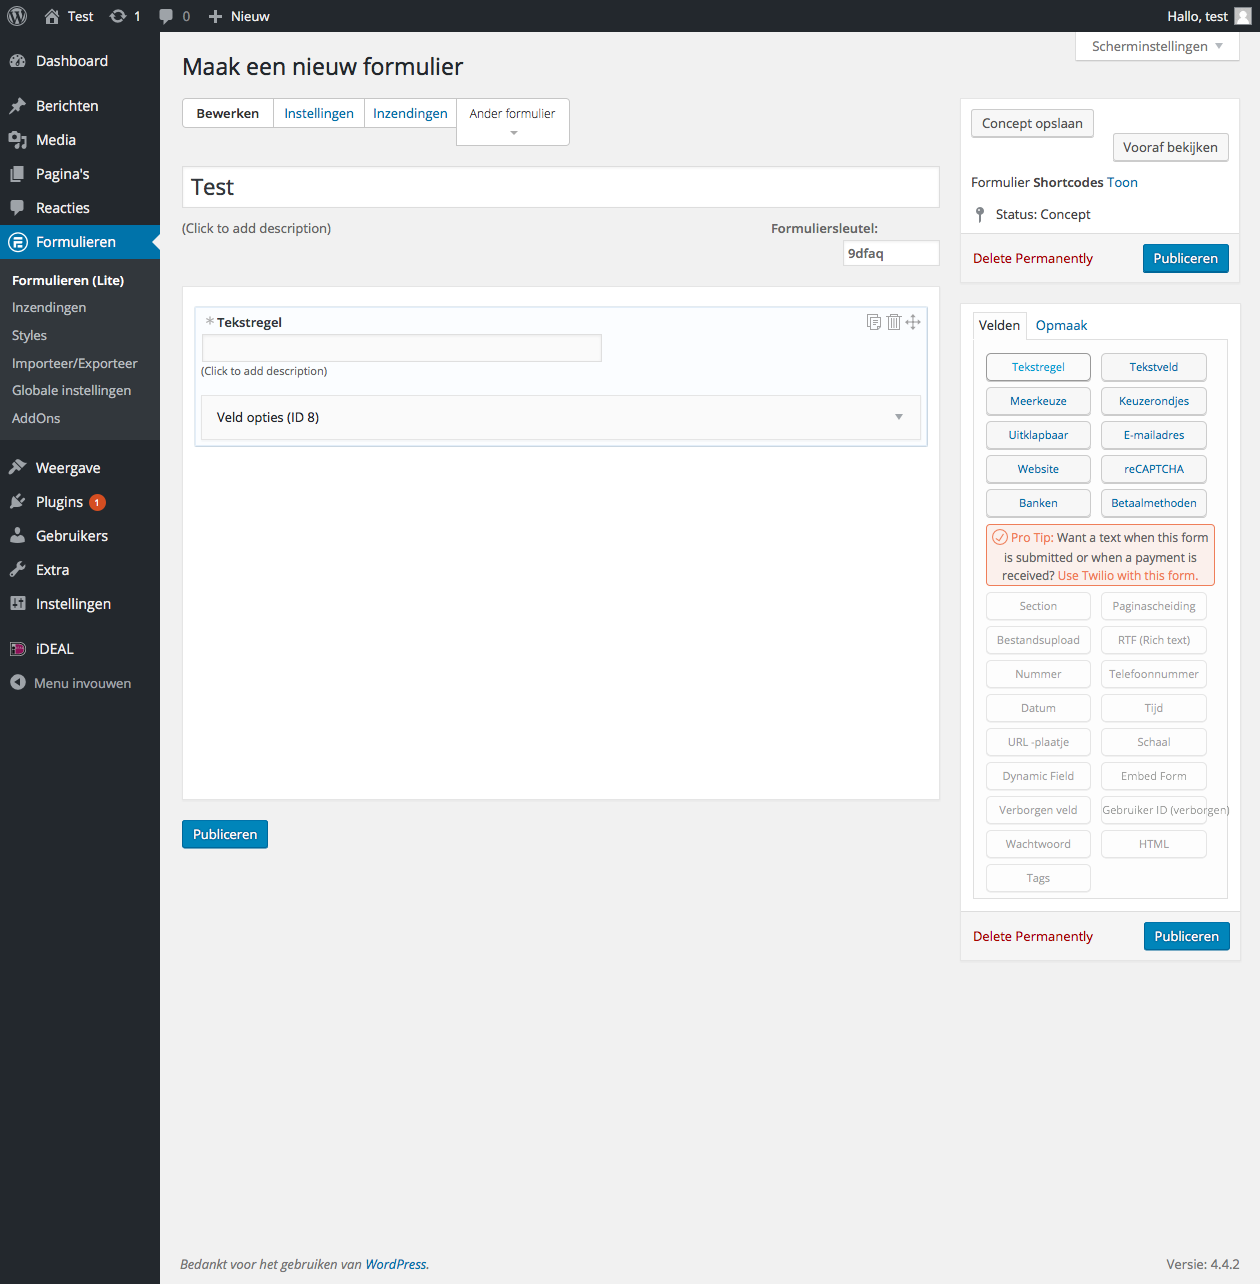 Test
1
0
Nieuw
Hallo, test
Dashboard
Berichten
Media
Pagina's
Reacties
Formulieren
Formulieren (Lite)
Inzendingen
Styles
Importeer/Exporteer
Globale instellingen
AddOns
Weergave
Plugins 1
Gebruikers
Extra
Instellingen
iDEAL
Menu invouwen
Scherminstellingen
Maak een nieuw formulier
Bewerken
Instellingen
Inzendingen
Ander formulier
Test
(Click to add description)
Formuliersleutel:
9dfaq
* Tekstregel
(Click to add description)
Veld opties (ID 8)
Publiceren
Concept opslaan
Vooraf bekijken
Formulier Shortcodes Toon
Status: Concept
Delete Permanently
Publiceren
Velden
Opmaak
Tekstregel
Tekstveld
Meerkeuze
Keuzerondjes
Uitklapbaar
E-mailadres
Website
reCAPTCHA
Banken
Betaalmethoden
Pro Tip: Want a text when this form
is submitted or when a payment is
received? Use Twilio with this form.
Section
Paginascheiding
Bestandsupload
RTF (Rich text)
Nummer
Telefoonnummer
Datum
Tijd
URL -plaatje
Schaal
Dynamic Field
Embed Form
Verborgen veld
Gebruiker ID (verborgen)
Wachtwoord
HTML
Tags
Delete Permanently
Publiceren
Bedankt voor het gebruiken van WordPress.
Versie: 4.4.2